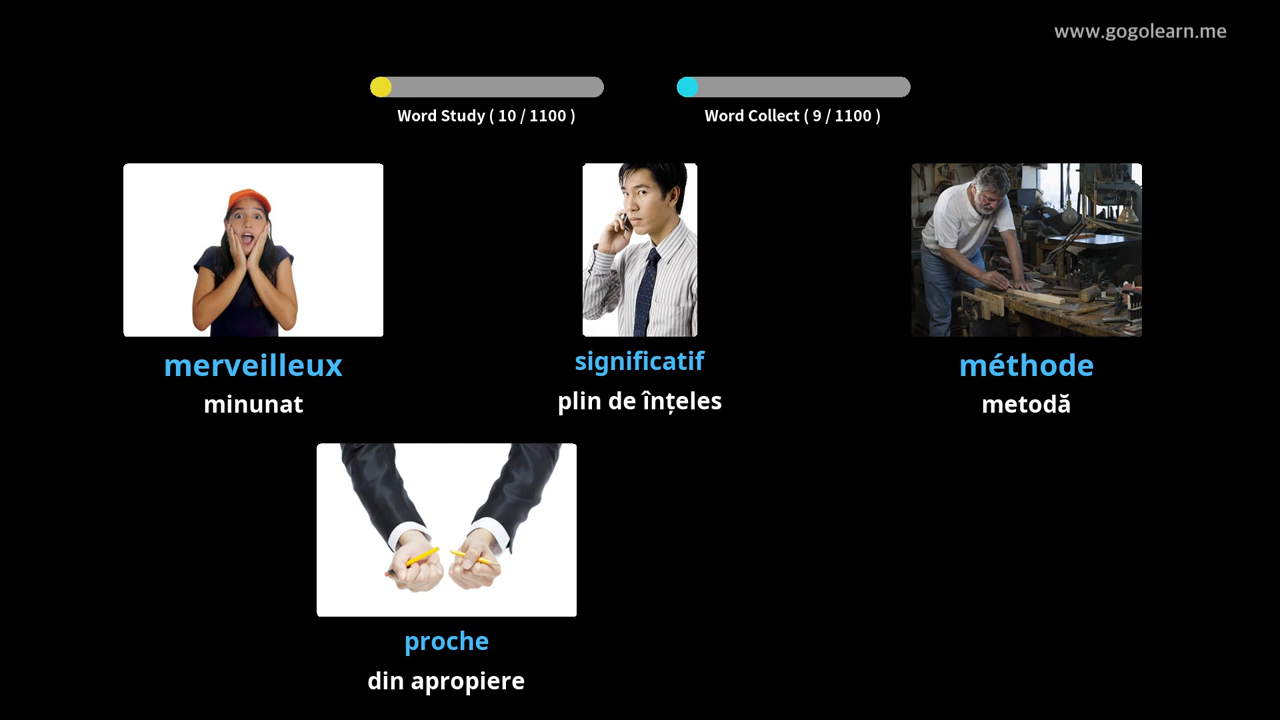 www.gogolearn.me
Word Study ( 10 / 1100 )
Word Collect ( 9 / 1100 )
merveilleux
minunat
significatif
plin de înțeles
méthode
metodă
proche
din apropiere